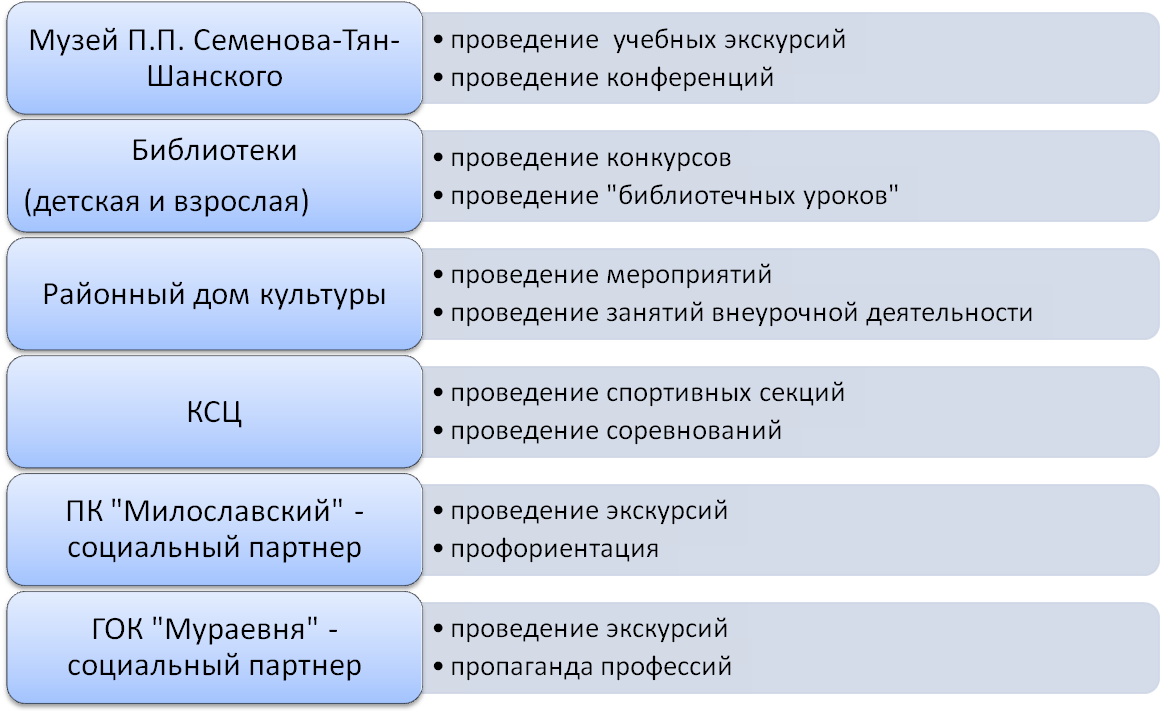 Музей П.П. Семенова-Тян-
Шанского
• проведение учебных экскурсий
• проведение конференций
Библиотеки
(детская и взрослая)
• проведение конкурсов
• проведение "библиотечных уроков"
Районный дом культуры
• проведение мероприятий
• проведение занятий внеурочной деятельности
КСЦ
• проведение спортивных секций
• проведение соревнований
ПК "Милославский" -
социальный партнер
• проведение экскурсий
• профориентация
ГОК "Мураевня" -
социальный партнер
• проведение экскурсий
• пропаганда профессий